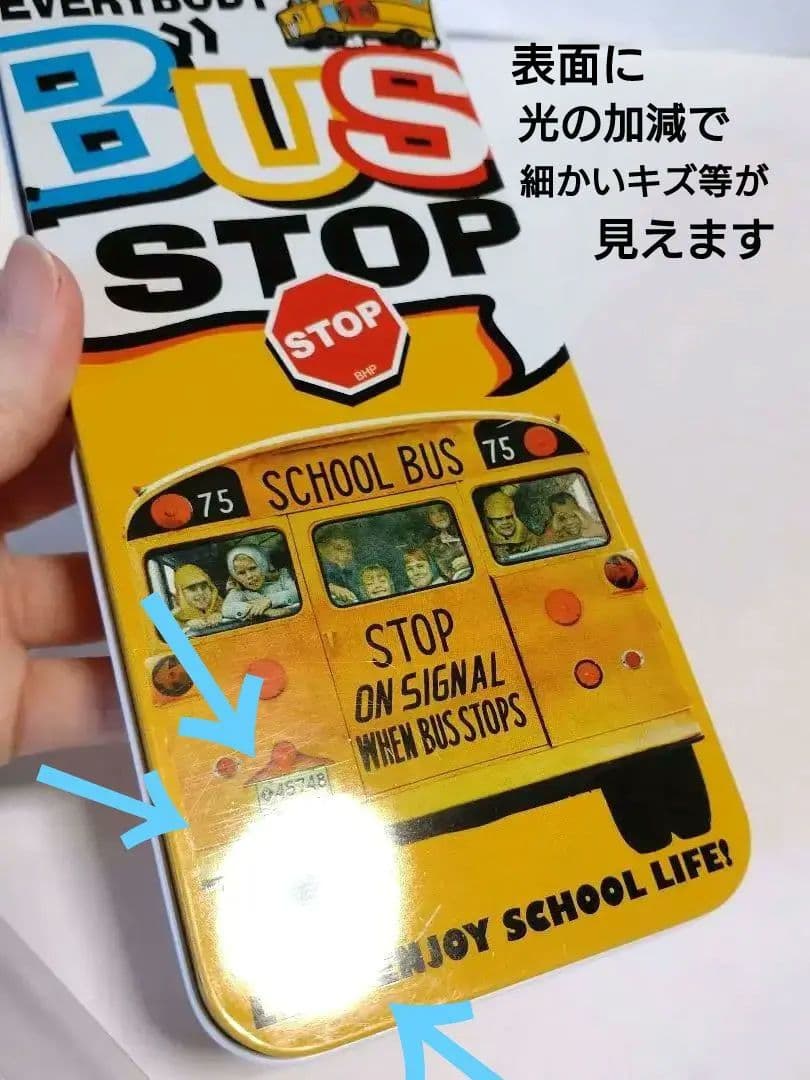 EVERYBODY
BUS
STOP
STOP
BHP
表面に
光の加減で
細かいキズ等が
見えます
75 SCHOOL BUS 75
STOP
ON SIGNAL
WHEN BUS STOPS
45748
ENJOY SCHOOL LIFE!